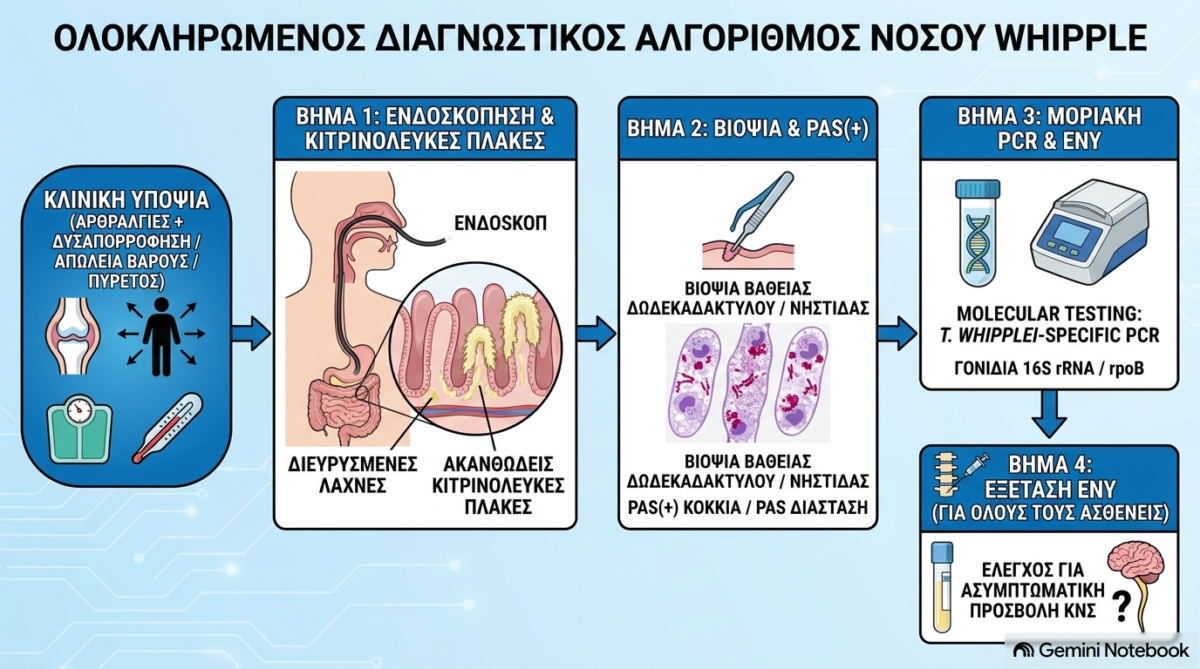 ΟΛΟΚΛΗΡΩΜΕΝΟΣ ΔΙΑΓΝΩΣΤΙΚΟΣ ΑΛΓΟΡΙΘΜΟΣ ΝΟΣΟΥ WHIPPLE
ΚΛΙΝΙΚΗ ΥΠΟΨΙΑ
(ΑΡΘΡΑΛΓΙΕΣ +
ΔΥΣΑΠΟΡΡΟΦΗΣΗ /
ΑΠΩΛΕΙΑ ΒΑΡΟΥΣ /
ΠΥΡΕΤΟΣ)
ΒΗΜΑ 1: ΕΝΔΟΣΚΟΠΗΣΗ &
ΚΙΤΡΙΝΟΛΕΥΚΕΣ ΠΛΑΚΕΣ
ΕΝΔΟΣΚΟΠ
ΔΙΕΥΡΥΣΜΕΝΕΣ
ΛΑΧΝΕΣ
ΑΚΑΝΘΩΔΕΙΣ
ΚΙΤΡΙΝΟΛΕΥΚΕΣ
ΠΛΑΚΕΣ
ΒΗΜΑ 2: ΒΙΟΨΙΑ & PAS(+)
ΒΙΟΨΙΑ ΒΑΘΕΙΑΣ
ΔΩΔΕΚΑΔΑΚΤΥΛΟΥ / ΝΗΣΤΙΔΑΣ
ΒΙΟΨΙΑ ΒΑΘΕΙΑΣ
ΔΩΔΕΚΑΔΑΚΤΥΛΟΥ / ΝΗΣΤΙΔΑΣ
PAS(+) ΚΟΚΚΙΑ / PAS ΔΙΑΣΤΑΣΗ
ΒΗΜΑ 3: ΜΟΡΙΑΚΗ
PCR & ΕΝΥ
MOLECULAR TESTING:
T. WHIPPLEI-SPECIFIC PCR
ΓΟΝΙΔΙΑ 16S rRNA / rpoB
ΒΗΜΑ 4:
ΕΞΕΤΑΣΗ ΕΝΥ
(ΓΙΑ ΟΛΟΥΣ ΤΟΥΣ ΑΣΘΕΝΕΙΣ)
ΕΛΕΓΧΟΣ ΓΙΑ
ΑΣΥΜΠΤΩΜΑΤΙΚΗ
ΠΡΟΣΒΟΛΗ ΚΝΣ
?
Gemini Notebook